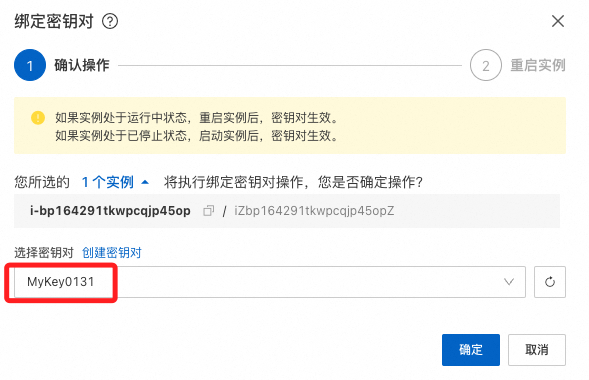 绑定密钥对
1 确认操作 2 重启实例
如果实例处于运行中状态，重启实例后，密钥对生效。
如果实例处于已停止状态，启动实例后，密钥对生效。
您所选的 1 个实例 将执行绑定密钥对操作，您是否确定操作？
i-bp164291tkwpcqjp45op / iZbp164291tkwpcqjp45opZ
选择密钥对 创建密钥对
MyKey0131
确定 取消